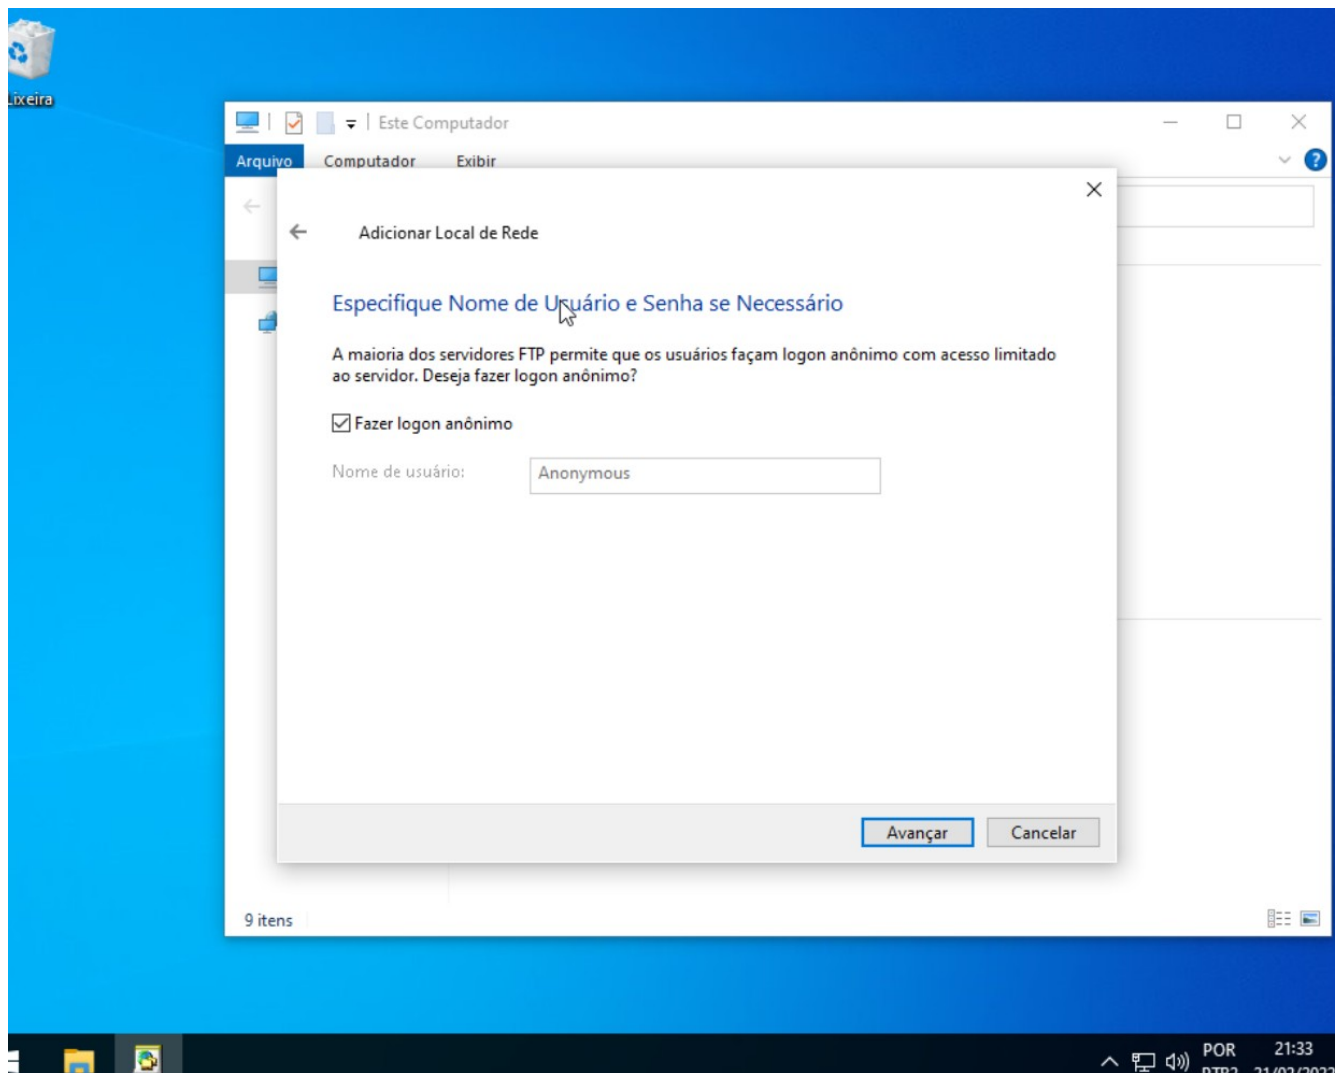 Lixeira
Este Computador
Arquivo Computador Exibir
Adicionar Local de Rede
Especifique Nome de Usuário e Senha se Necessário
A maioria dos servidores FTP permite que os usuários façam logon anônimo com acesso limitado
ao servidor. Deseja fazer logon anônimo?
Fazer logon anônimo
Nome de usuário: Anonymous
Avançar Cancelar
9 itens
POR 21:33
PTB2